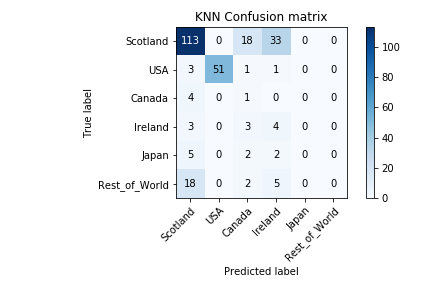 KNN Confusion matrix
True label
Scotland 113 0 18 33 0 0
USA 3 51 1 1 0 0
Canada 4 0 1 0 0 0
Ireland 3 0 3 4 0 0
Japan 5 0 2 2 0 0
Rest_of_World 18 0 2 5 0 0
Scotland USA Canada Ireland Japan Rest_of_World
Predicted label
100
80
60
40
20
0